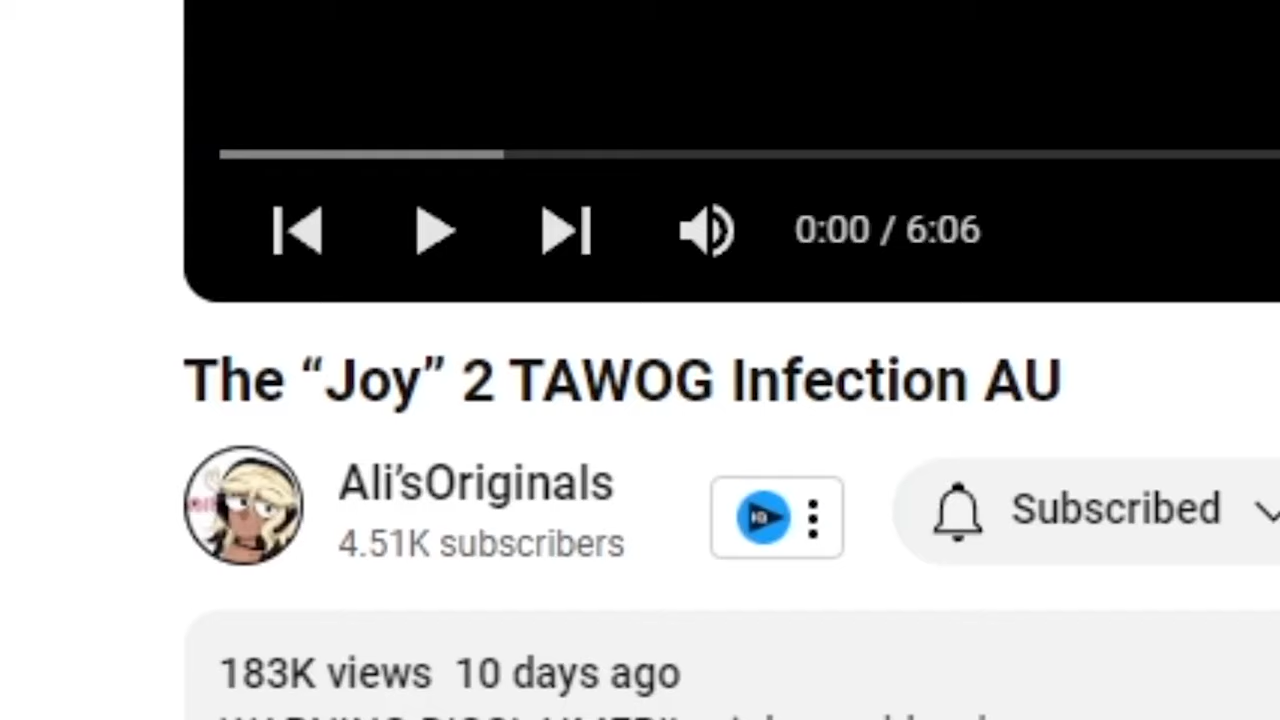 0:00 / 6:06
The “Joy” 2 TAWOG Infection AU
Ali’sOriginals
4.51K subscribers
Subscribed
183K views 10 days ago